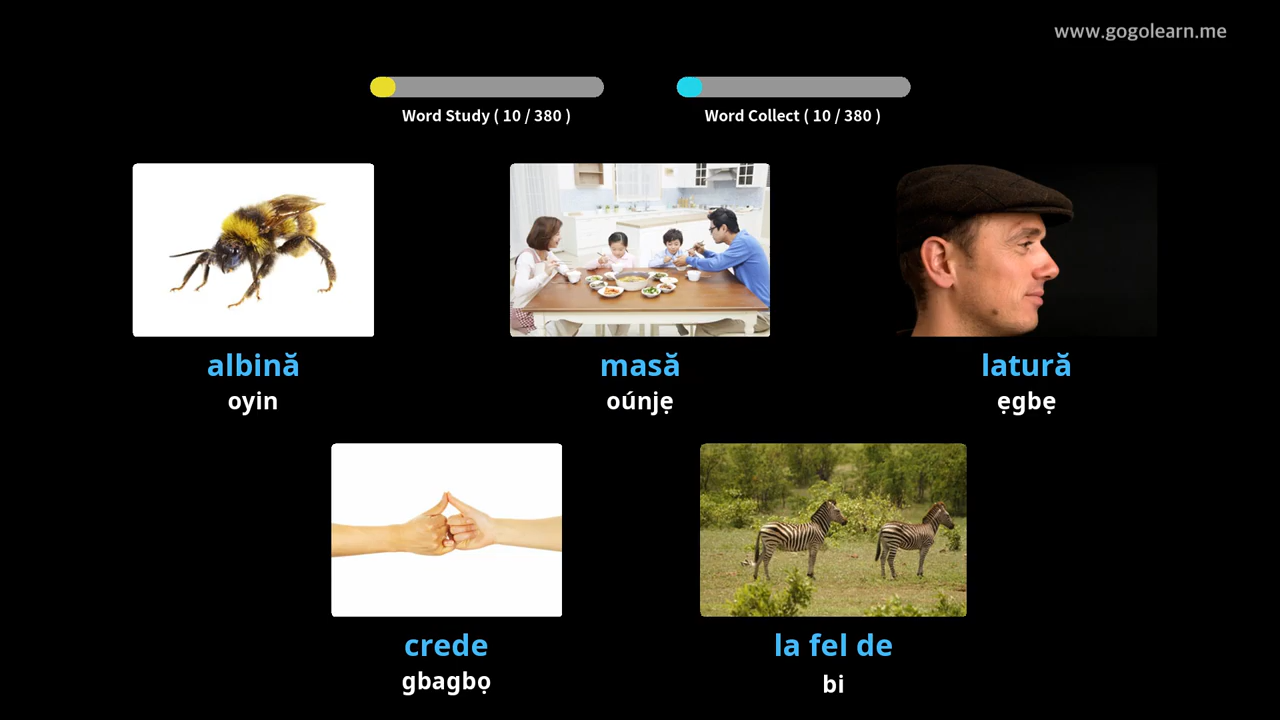 www.gogolearn.me
Word Study ( 10 / 380 )
Word Collect ( 10 / 380 )
albină
oyin
masă
oúnjẹ
latură
ẹgbẹ
crede
gbagbọ
la fel de
bi